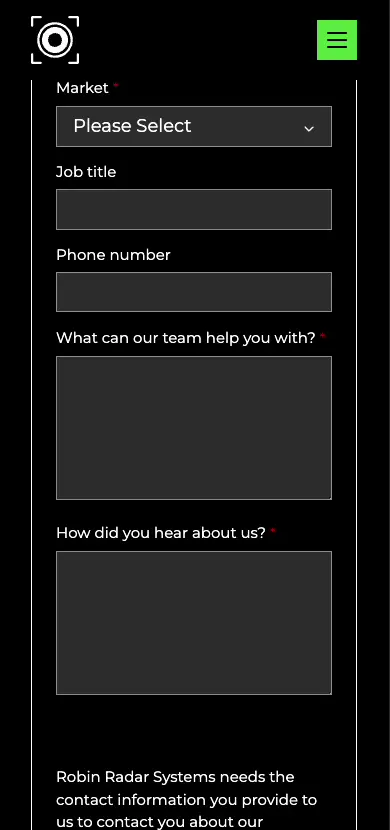 Market *
Please Select
Job title
Phone number
What can our team help you with? *
How did you hear about us? *
Robin Radar Systems needs the
contact information you provide to
us to contact you about our